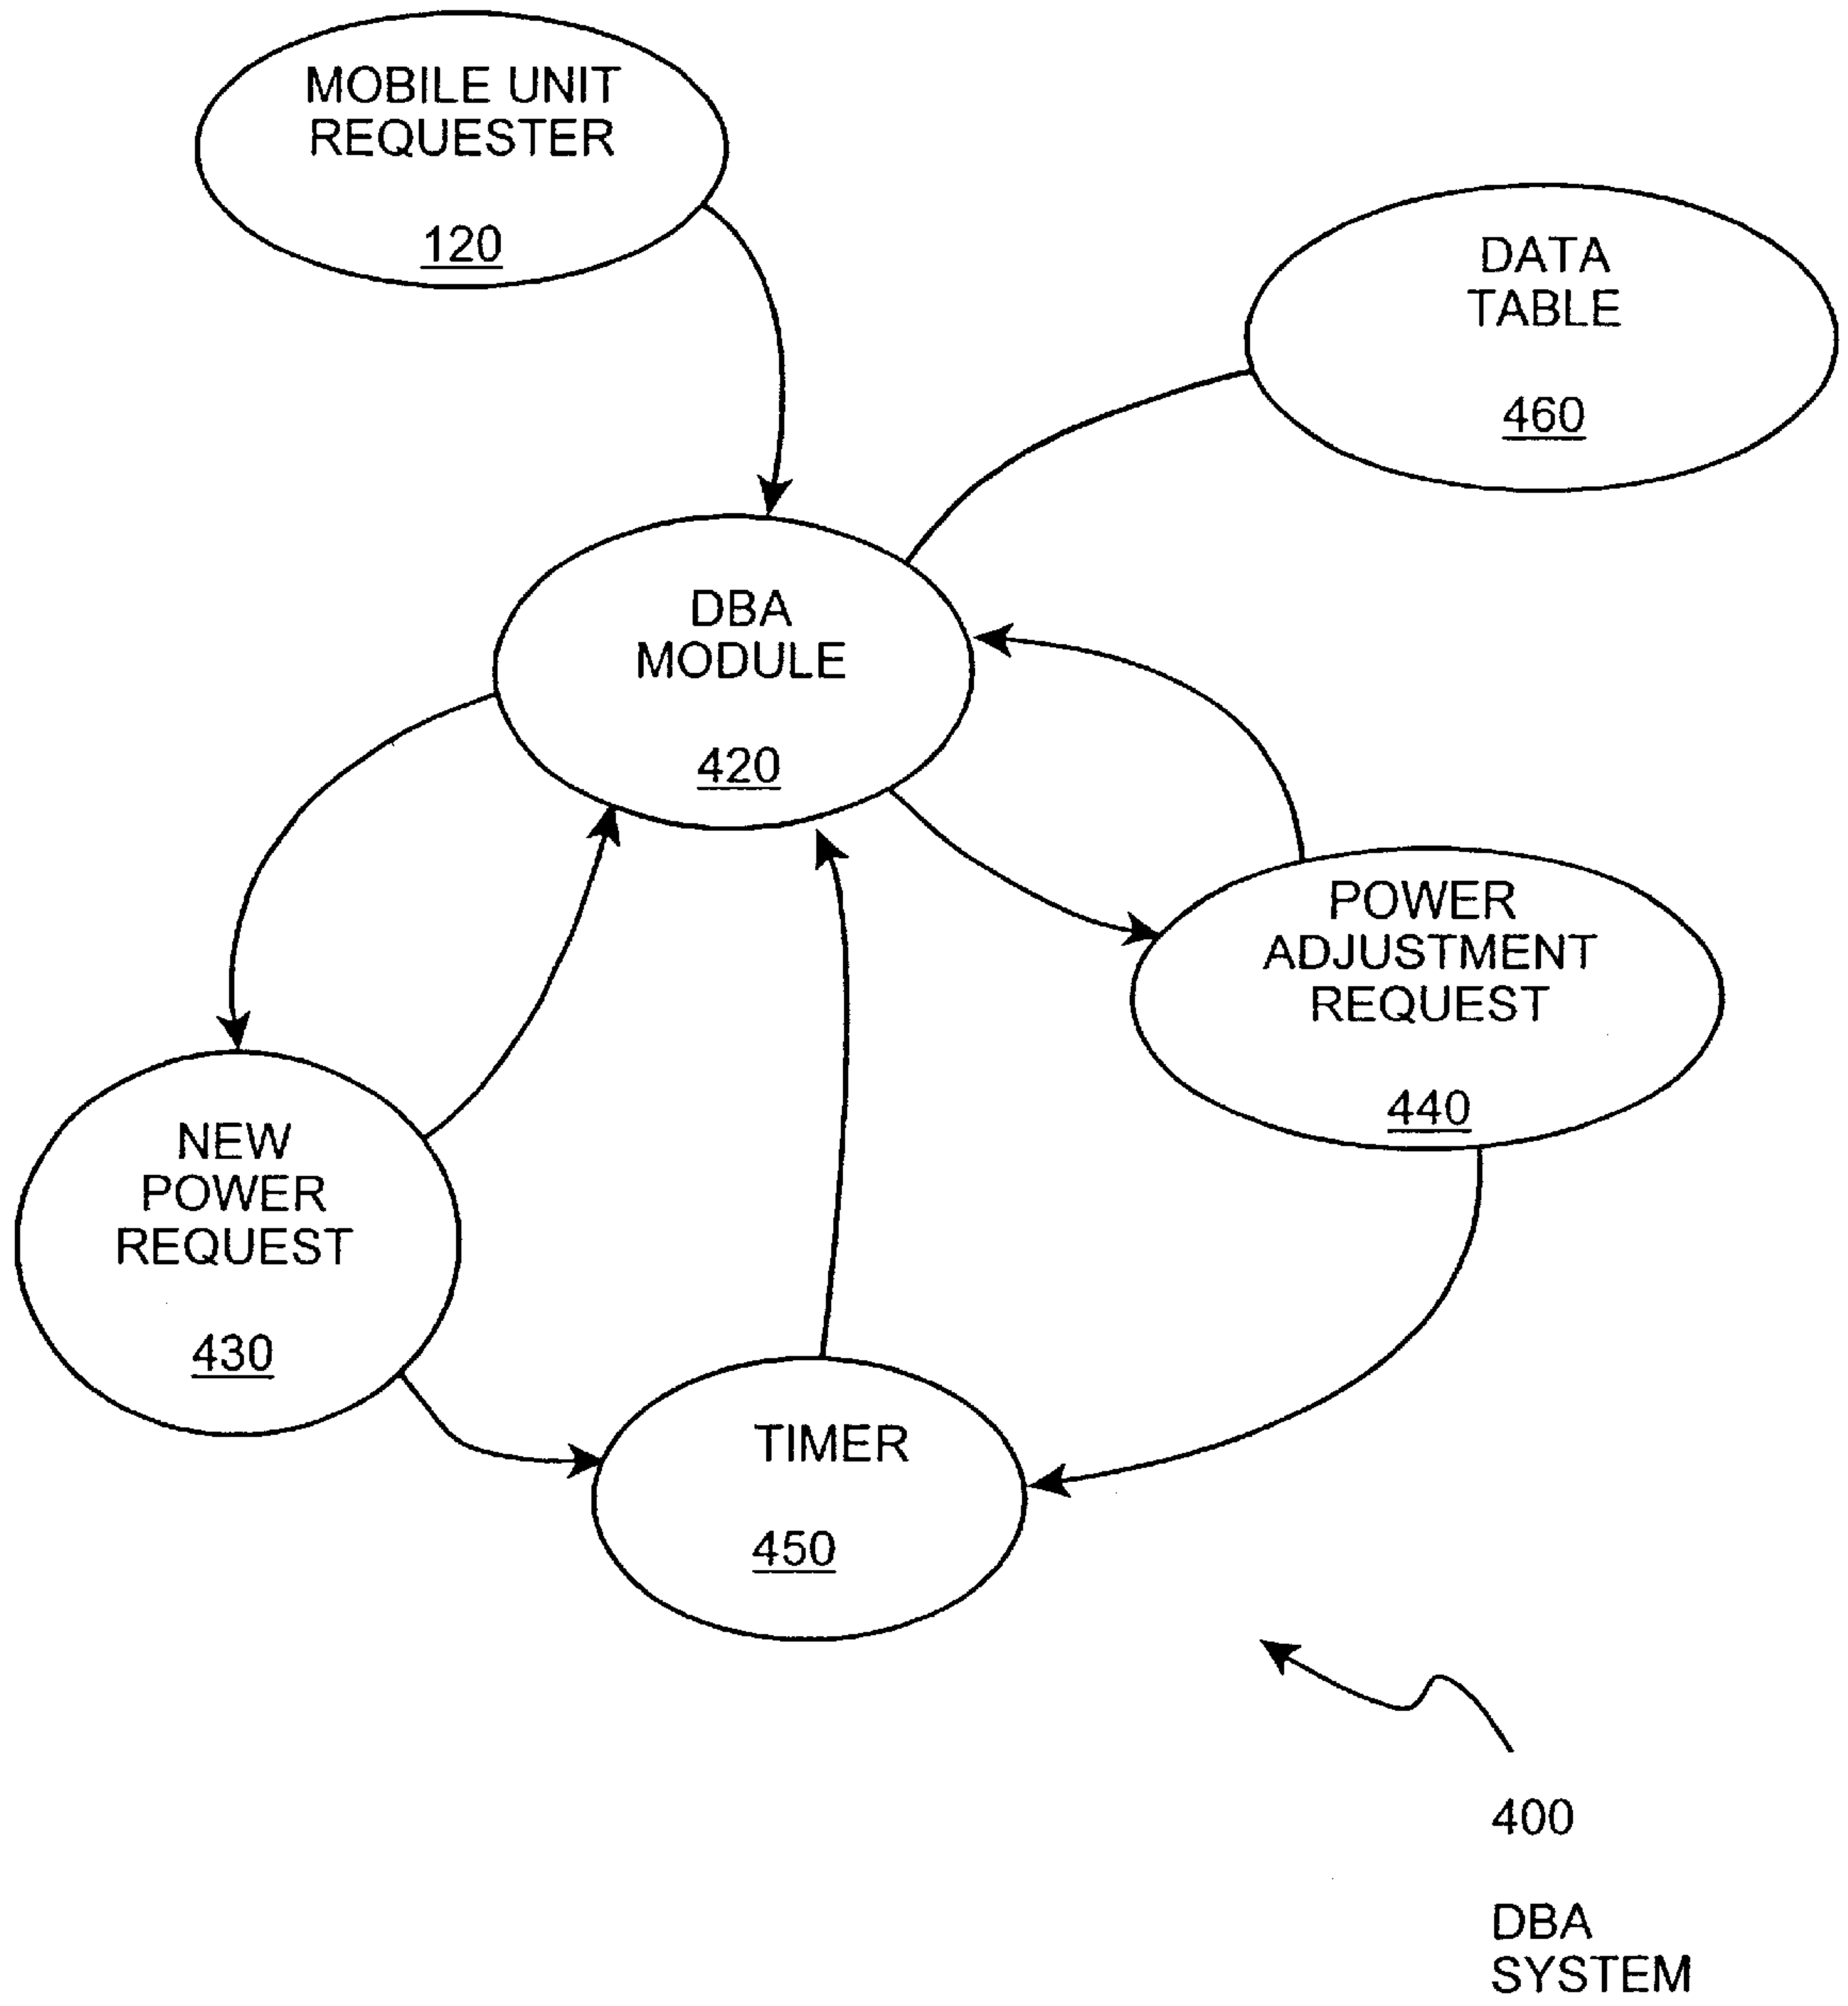 MOBILE UNIT
REQUESTER
120
DATA
TABLE
460
DBA
MODULE
420
POWER
ADJUSTMENT
REQUEST
440
NEW
POWER
REQUEST
430
TIMER
450
400
DBA
SYSTEM